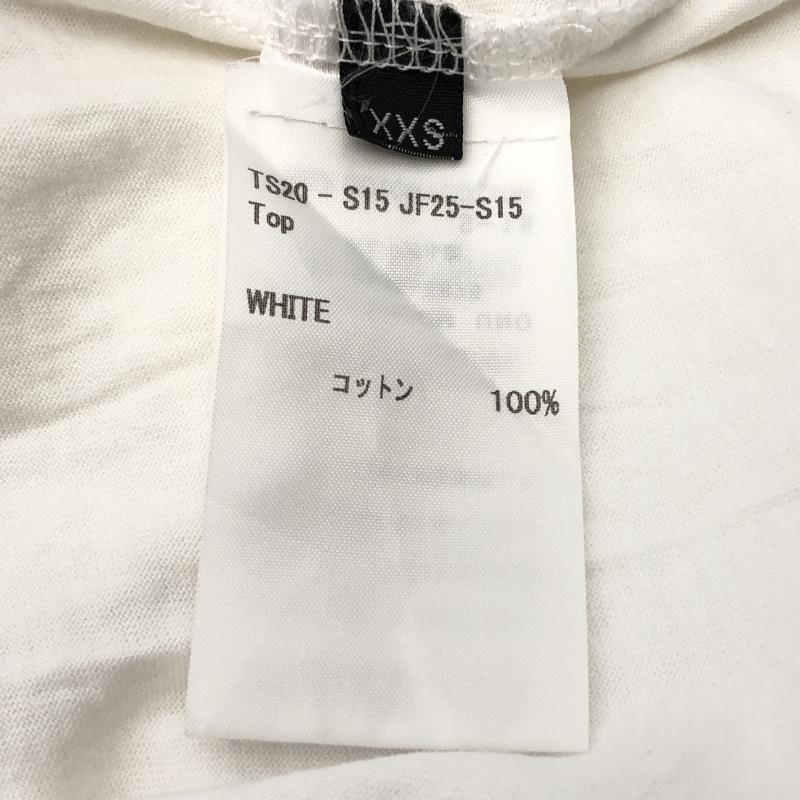 XXS
TS20 - S15 JF25-S15
Top
WHITE
コットン 100%